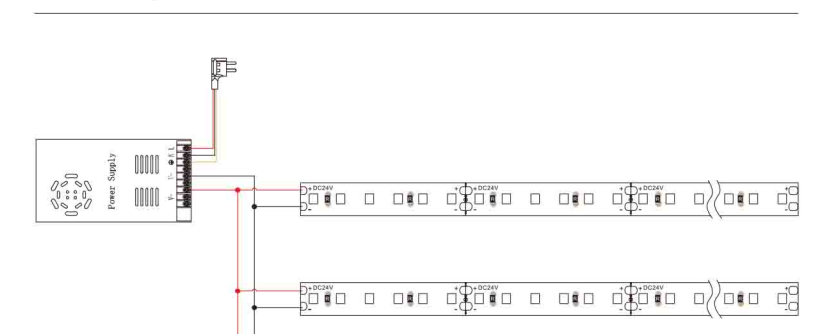 Power Supply
L
N
V-
V-
+ DC24V
+
+ DC24V
+
+ DC24V
+
-
-
-
-
-
-
+ DC24V
+
+ DC24V
+
+ DC24V
+
-
-
-
-
-
-